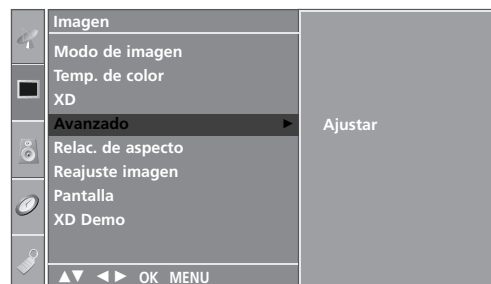 Imagen
Modo de imagen
Temp. de color
XD
Avanzado ► Ajustar
Relac. de aspecto
Reajuste imagen
Pantalla
XD Demo
▲▼ ◄► OK MENU